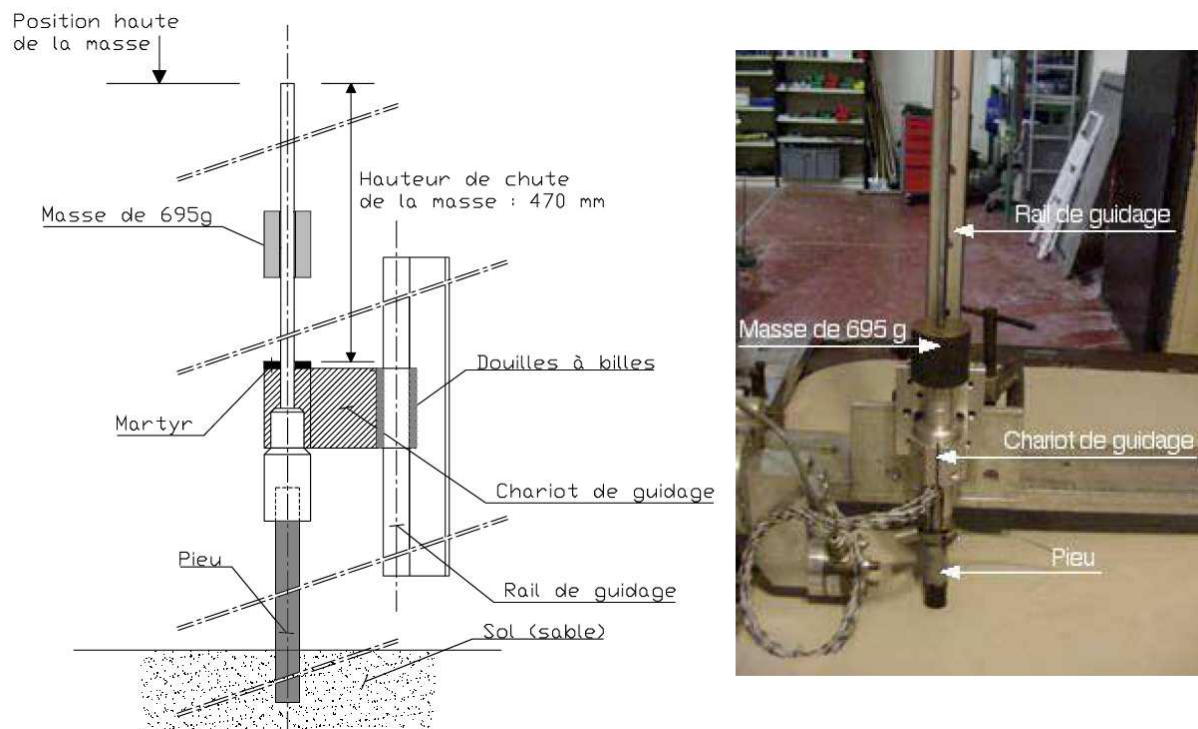 Position haute
de la masse
Hauteur de chute
de la masse : 470 mm
Masse de 695g
Douilles à billes
Martyr
Chariot de guidage
Pieu
Rail de guidage
Sol (sable)
Rail de guidage
Masse de 695 g
Chariot de guidage
Pieu